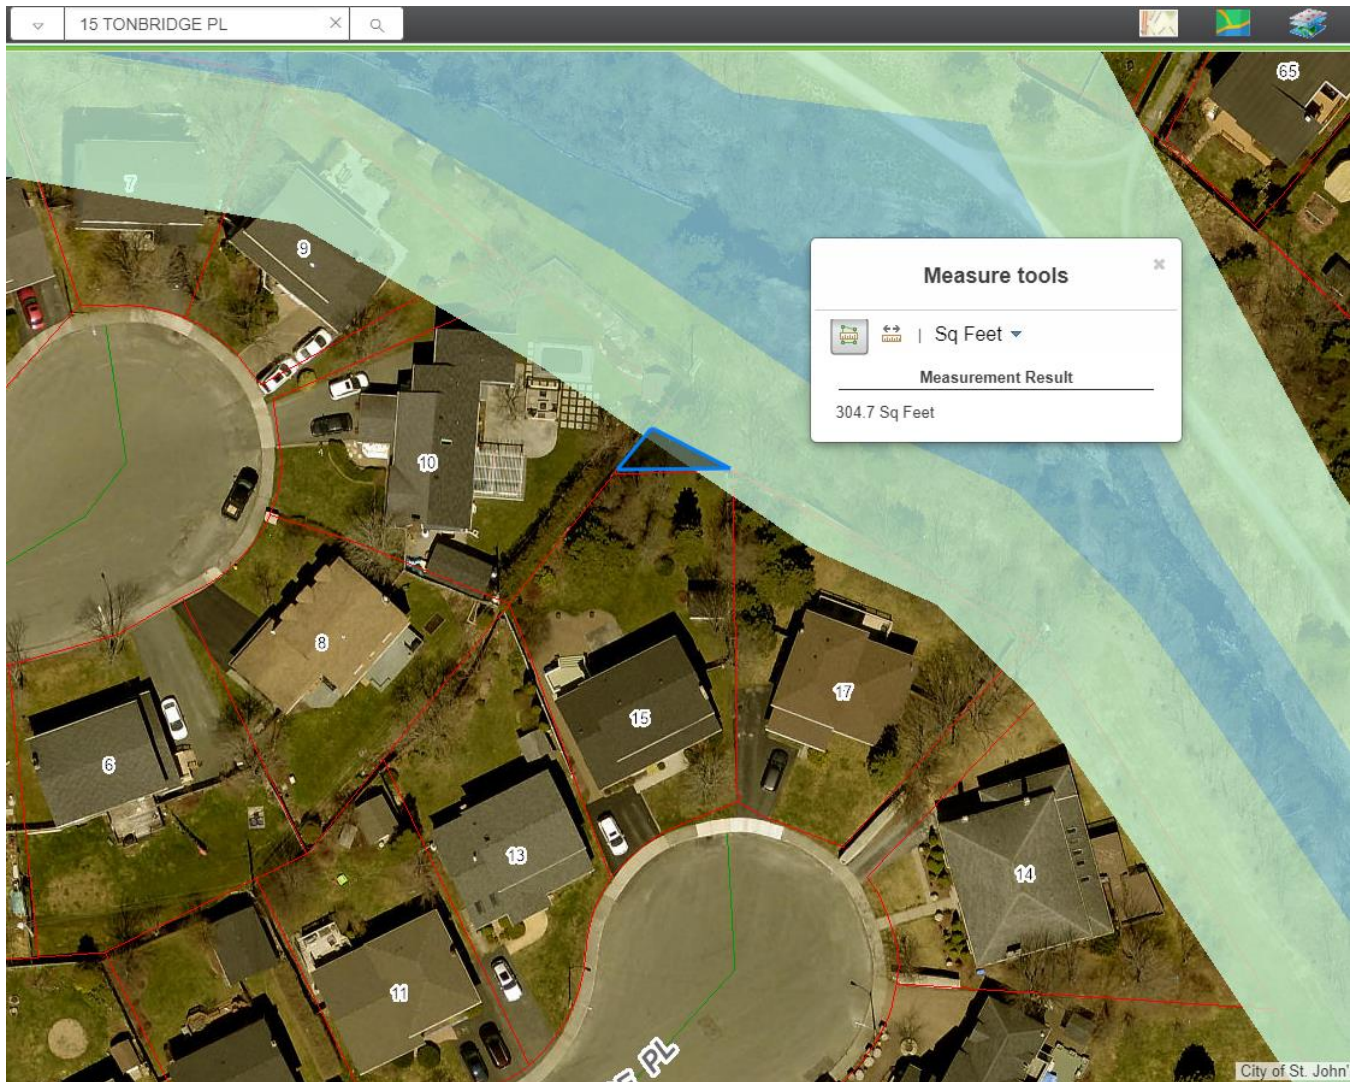 15 TONBRIDGE PL
65
7
9
Measure tools
| Sq Feet
Measurement Result
304.7 Sq Feet
10
8
15
17
6
13
14
11
PL
City of St. John'